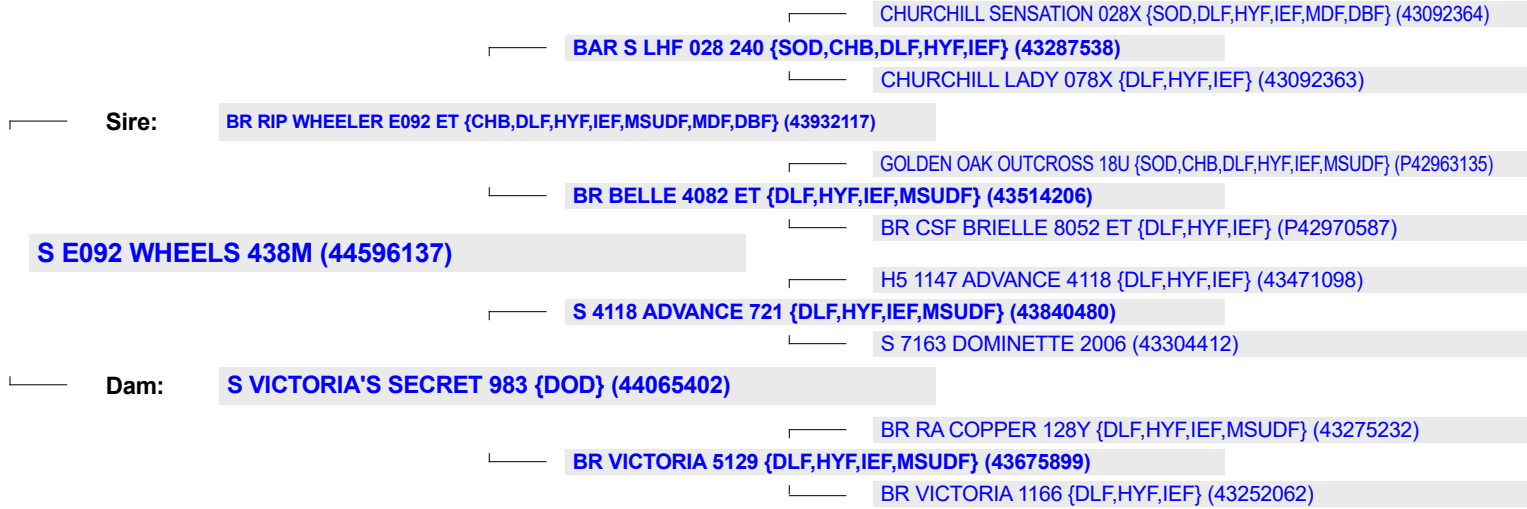 CHURCHILL SENSATION 028X {SOD,DLF,HYF,IEF,MDF,DBF} (43092364)
BAR S LHF 028 240 {SOD,CHB,DLF,HYF,IEF} (43287538)
CHURCHILL LADY 078X {DLF,HYF,IEF} (43092363)
Sire: BR RIP WHEELER E092 ET {CHB,DLF,HYF,IEF,MSUDF,MDF,DBF} (43932117)
GOLDEN OAK OUTCROSS 18U {SOD,CHB,DLF,HYF,IEF,MSUDF} (P42963135)
BR BELLE 4082 ET {DLF,HYF,IEF,MSUDF} (43514206)
BR CSF BRIELLE 8052 ET {DLF,HYF,IEF} (P42970587)
S E092 WHEELS 438M (44596137)
H5 1147 ADVANCE 4118 {DLF,HYF,IEF} (43471098)
S 4118 ADVANCE 721 {DLF,HYF,IEF,MSUDF} (43840480)
S 7163 DOMINETTE 2006 (43304412)
Dam: S VICTORIA'S SECRET 983 {DOD} (44065402)
BR RA COPPER 128Y {DLF,HYF,IEF,MSUDF} (43275232)
BR VICTORIA 5129 {DLF,HYF,IEF,MSUDF} (43675899)
BR VICTORIA 1166 {DLF,HYF,IEF} (43252062)